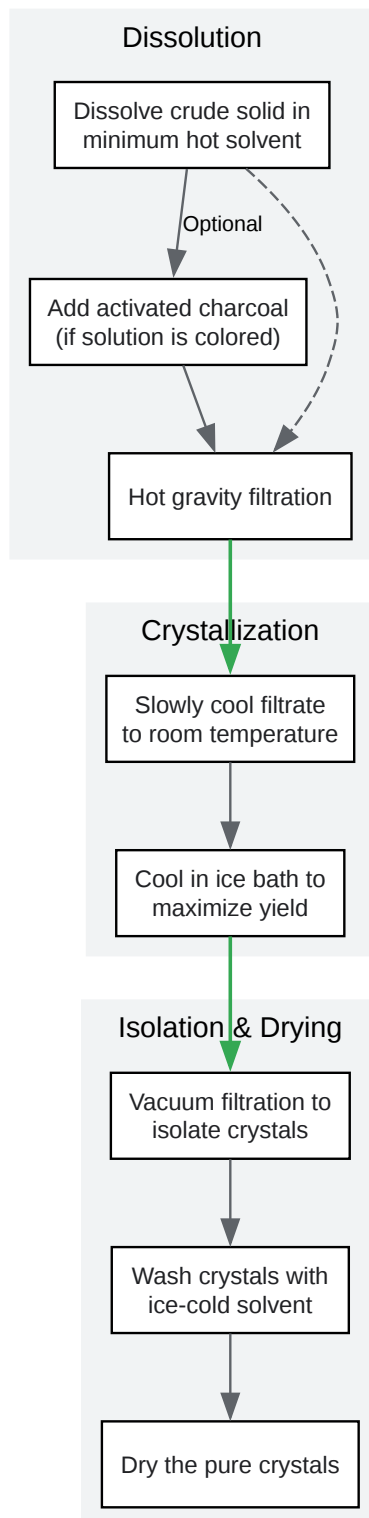 Dissolution
Dissolve crude solid in
minimum hot solvent
Optional
Add activated charcoal
(if solution is colored)
Hot gravity filtration
Crystallization
Slowly cool filtrate
to room temperature
Cool in ice bath to
maximize yield
Isolation & Drying
Vacuum filtration to
isolate crystals
Wash crystals with
ice-cold solvent
Dry the pure crystals